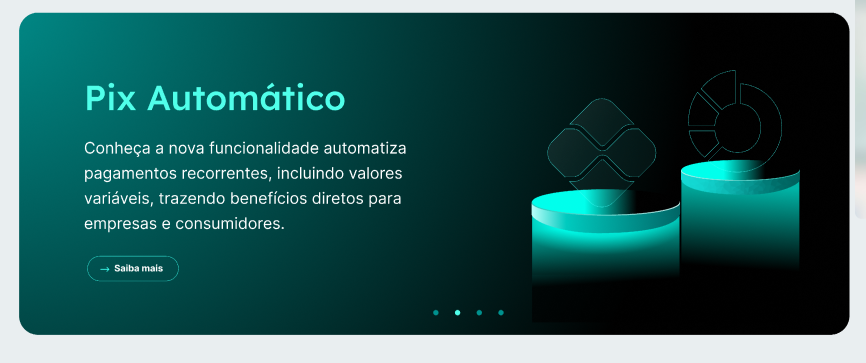 Pix Automático
Conheça a nova funcionalidade automatiza
pagamentos recorrentes, incluindo valores
variáveis, trazendo benefícios diretos para
empresas e consumidores.
→ Saiba mais